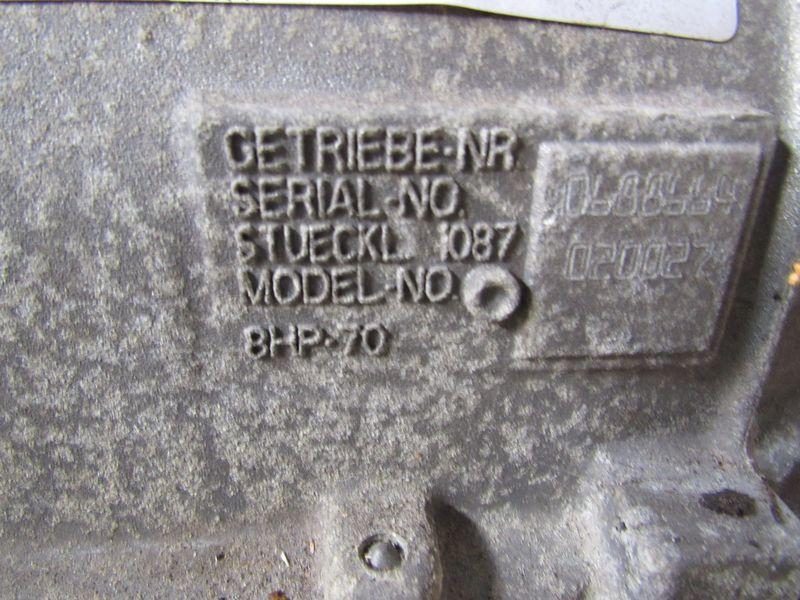 GETRIEBE-NR.
SERIAL-NO.
STUECKL. 1087
MODEL-NO.
020027
8HP-70